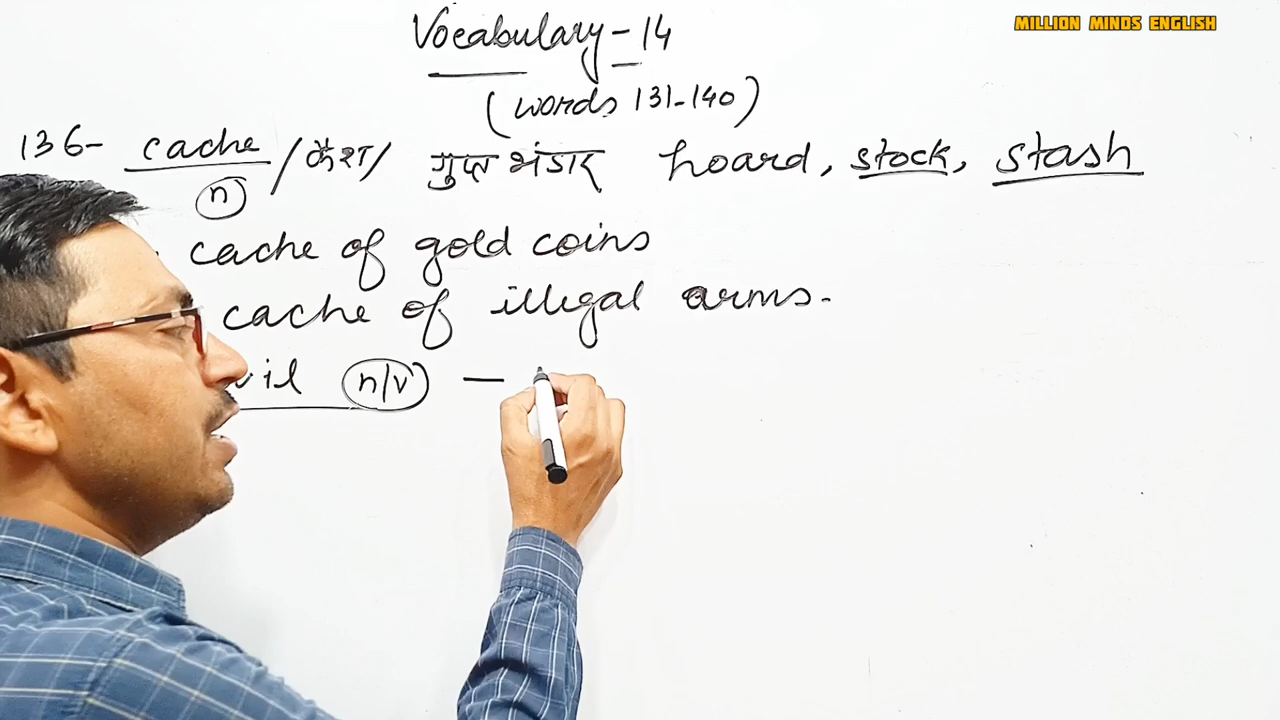 MILLION MINDS ENGLISH
Vocabulary-14
(words 131-140)
136- cache /कैश/ गुप्त भंडार hoard, stock, stash
n
cache of gold coins
cache of illegal arms.
n/v —